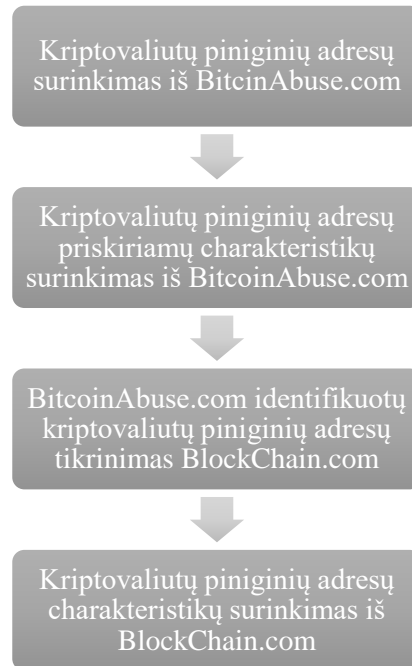 Kriptovaliutų piniginių adresų
surinkimas iš BitcinAbuse.com
Kriptovaliutų piniginių adresų
priskiriamų charakteristikų
surinkimas iš BitcoinAbuse.com
BitcoinAbuse.com identifikuotų
kriptovaliutų piniginių adresų
tikrinimas BlockChain.com
Kriptovaliutų piniginių adresų
charakteristikų surinkimas iš
BlockChain.com